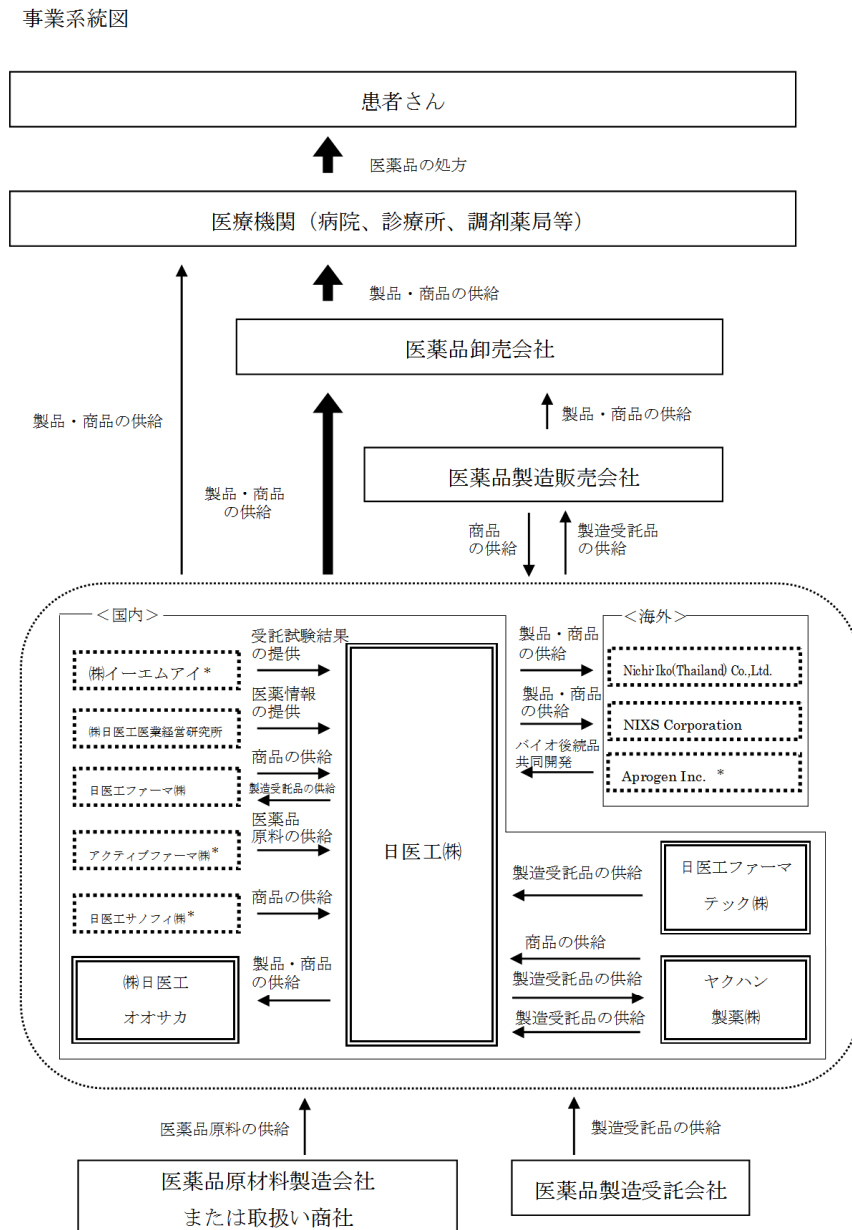 事業系統図
患者さん
医薬品の処方
医療機関（病院、診療所、調剤薬局等）
製品・商品の供給
医薬品卸売会社
製品・商品の供給
製品・商品の供給
医薬品製造販売会社
製品・商品
の供給
商品
の供給
製造受託品
の供給
＜国内＞
＜海外＞
受託試験結果
の提供
㈱イーエムアイ*
医薬情報
の提供
㈱日医工医業経営研究所
商品の供給
日医工ファーマ㈱
製造受託品の供給
医薬品
原料の供給
アクティブファーマ㈱*
商品の供給
日医工サノフィ㈱*
製品・商品
の供給
㈱日医工
オオサカ
日医工㈱
製品・商品
の供給
Nichi-Iko(Thailand) Co.,Ltd.
製品・商品の供給
NIXS Corporation
バイオ後続品
共同開発
Aprogen Inc. *
製造受託品の供給
日医工ファーマ
テック㈱
商品の供給
製造受託品の供給
製造受託品の供給
ヤクハン
製薬㈱
医薬品原料の供給
製造受託品の供給
医薬品原材料製造会社
または取扱い商社
医薬品製造受託会社